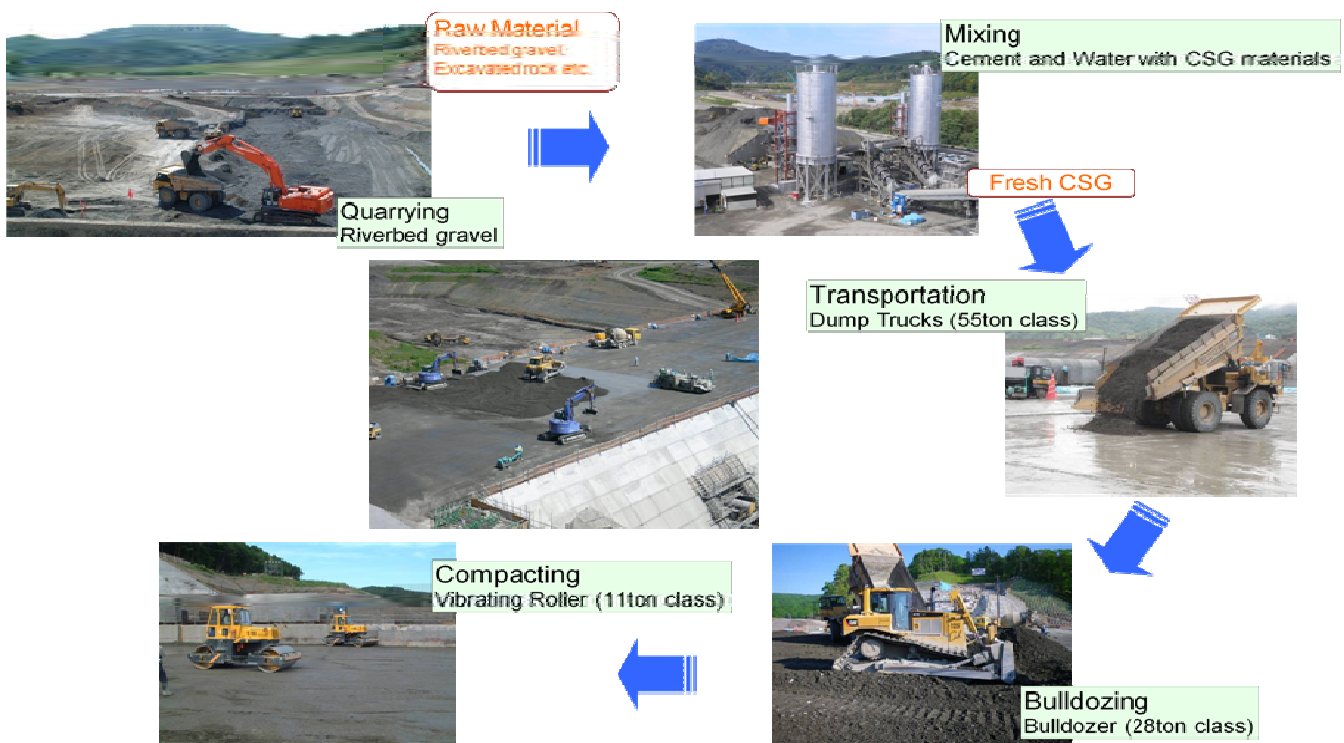 Raw Material
Riverbed gravel
Excavated rock etc.
Quarrying
Riverbed gravel
Mixing
Cement and Water with CSG materials
Fresh CSG
Transportation
Dump Trucks (55ton class)
Bulldozing
Bulldozer (28ton class)
Compacting
Vibrating Roller (11ton class)